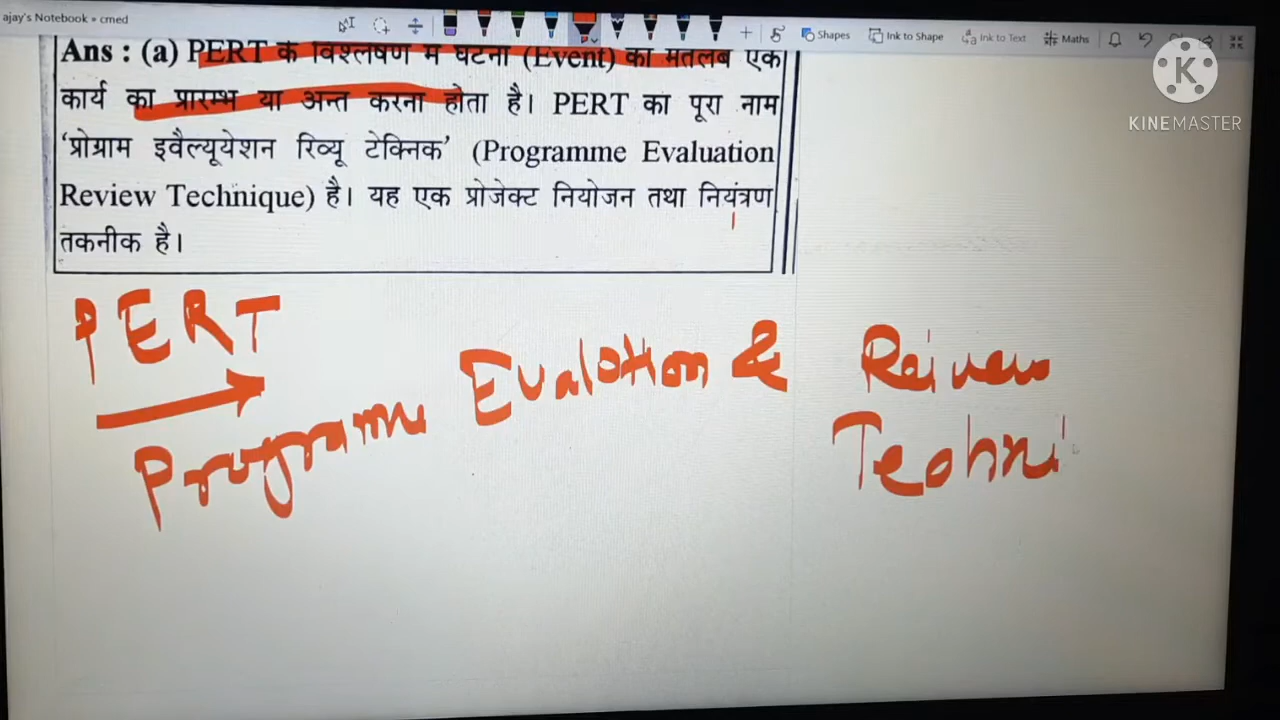 ajay's Notebook • cmed
Shapes Ink to Shape Ink to Text Maths
KINEMASTER
Ans : (a) PERT के विश्लेषण में घटना (Event) का मतलब एक
कार्य का प्रारम्भ या अन्त करना होता है। PERT का पूरा नाम
‘प्रोग्राम इवैल्यूयेशन रिव्यू टेक्निक’ (Programme Evaluation
Review Technique) है। यह एक प्रोजेक्ट नियोजन तथा नियंत्रण
तकनीक है।
PERT
Programme Evalution & Reiview
Techni